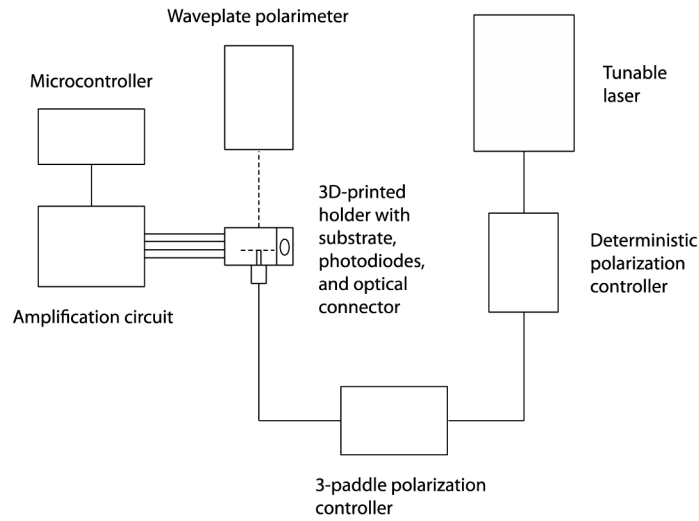 Waveplate polarimeter
Microcontroller
Tunable
laser
3D-printed
holder with
substrate,
photodiodes,
and optical
connector
Deterministic
polarization
controller
Amplification circuit
3-paddle polarization
controller